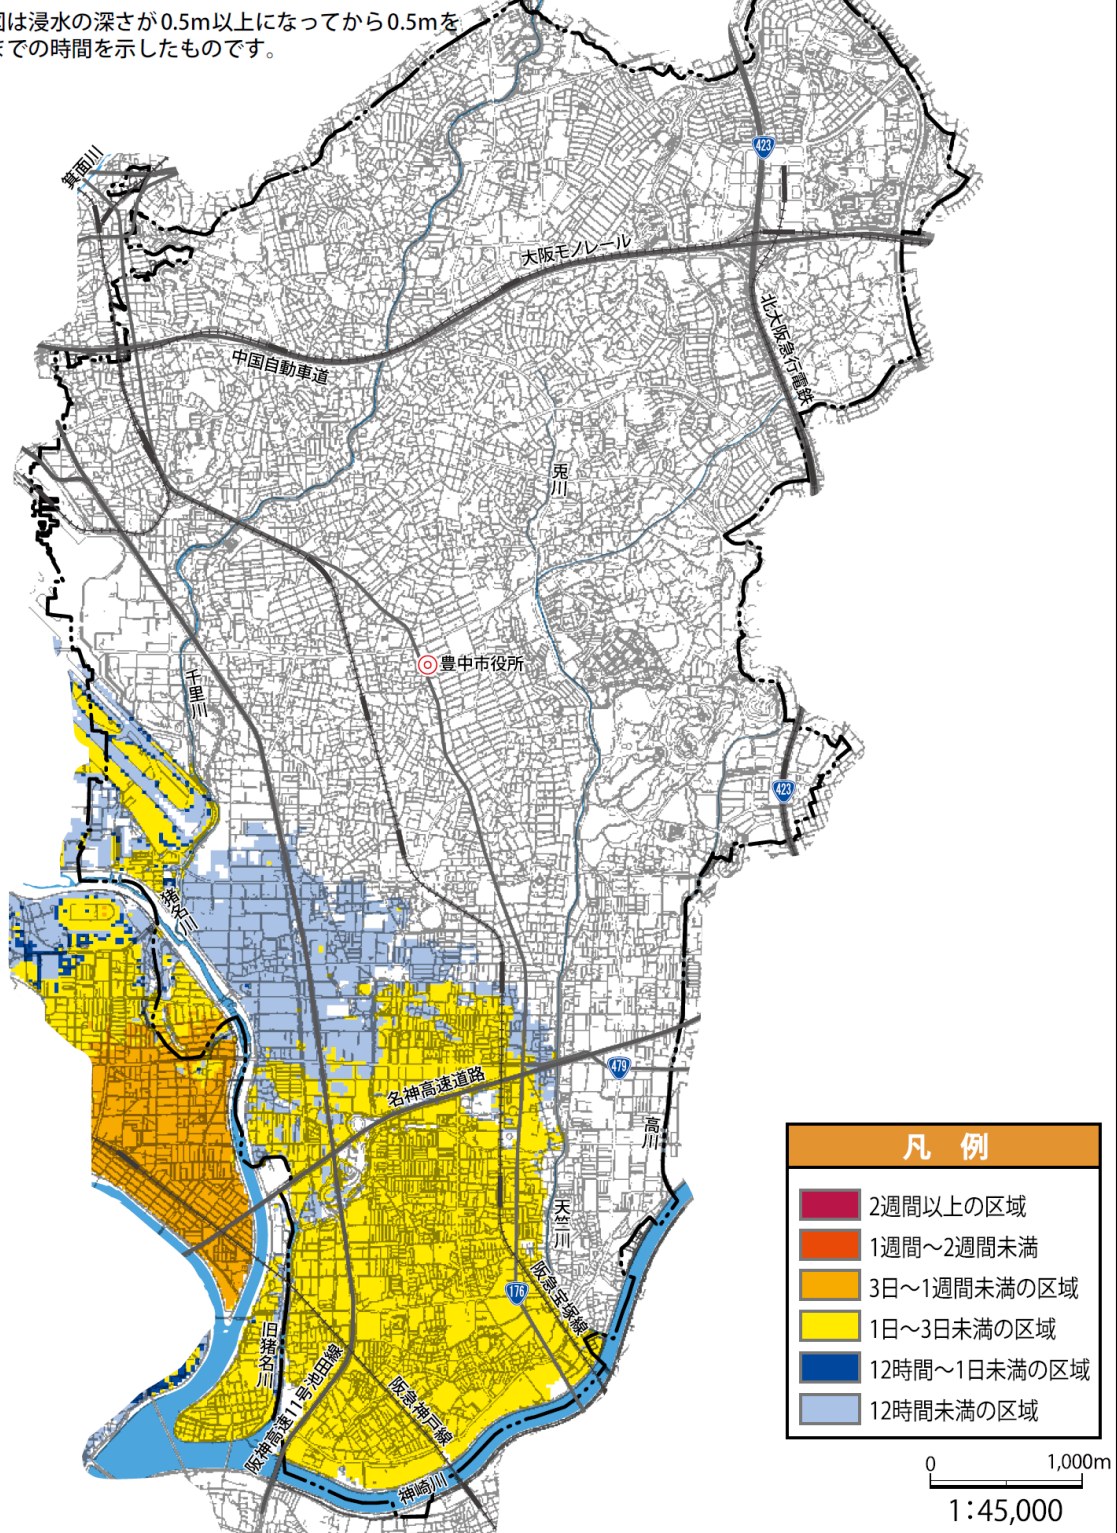 図は浸水の深さが0.5m以上になってから0.5mを
までの時間を示したものです。
箕面川
423
大阪モノレール
北大阪急行電鉄
中国自動車道
兎川
豊中市役所
千里川
423
猪名川
479
名神高速道路
高川
天竺川
阪急宝塚線
176
旧猪名川
阪神高速11号池田線
阪急神戸線
神崎川
凡 例
2週間以上の区域
1週間～2週間未満
3日～1週間未満の区域
1日～3日未満の区域
12時間～1日未満の区域
12時間未満の区域
0 1,000m
1：45,000